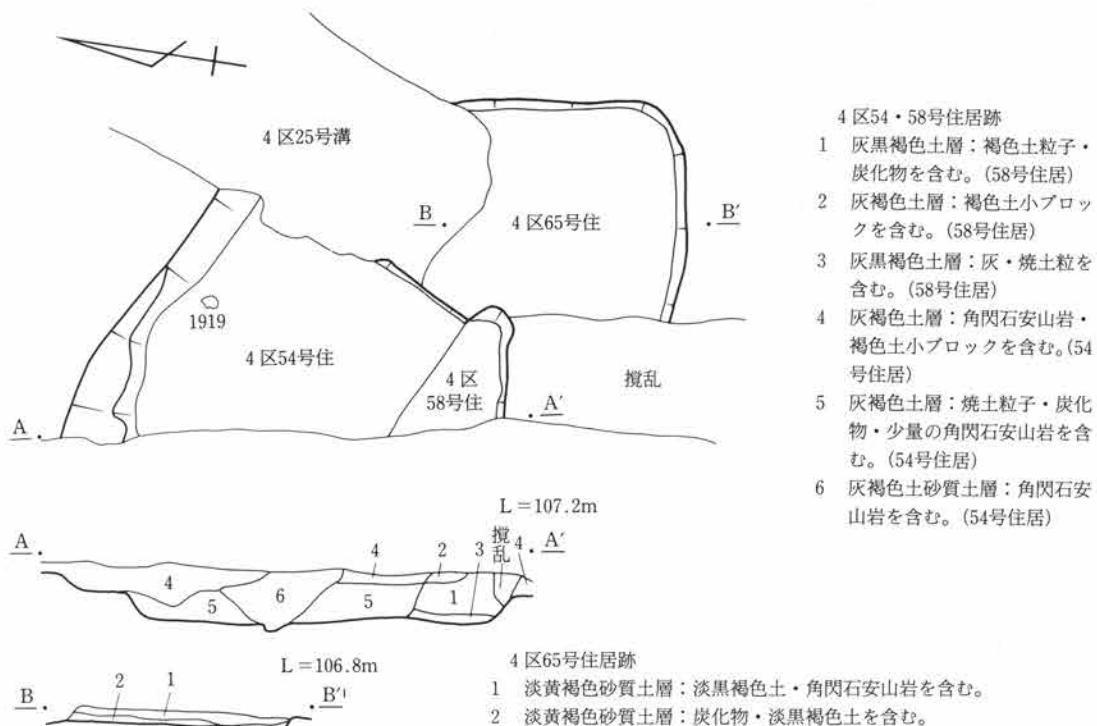 4区25号溝
B
4区65号住
B′
1919
4区54号住
4区
58号住
攪乱
A
A′
4区54・58号住居跡
1 灰黒褐色土層：褐色土粒子・
炭化物を含む。(58号住居)
2 灰褐色土層：褐色土小ブロッ
クを含む。(58号住居)
3 灰黒褐色土層：灰・焼土粒を
含む。(58号住居)
4 灰褐色土層：角閃石安山岩・
褐色土小ブロックを含む。(54
号住居)
5 灰褐色土層：焼土粒子・炭化
物・少量の角閃石安山岩を含
む。(54号住居)
6 灰褐色土砂質土層：角閃石安
山岩を含む。(54号住居)
L＝107.2m
A
4
2
3
攪乱
4
A′
4
5
6
5
1
L＝106.8m
B
2
1
B′
4区65号住居跡
1 淡黄褐色砂質土層：淡黒褐色土・角閃石安山岩を含む。
2 淡黄褐色砂質土層：炭化物・淡黒褐色土を含む。